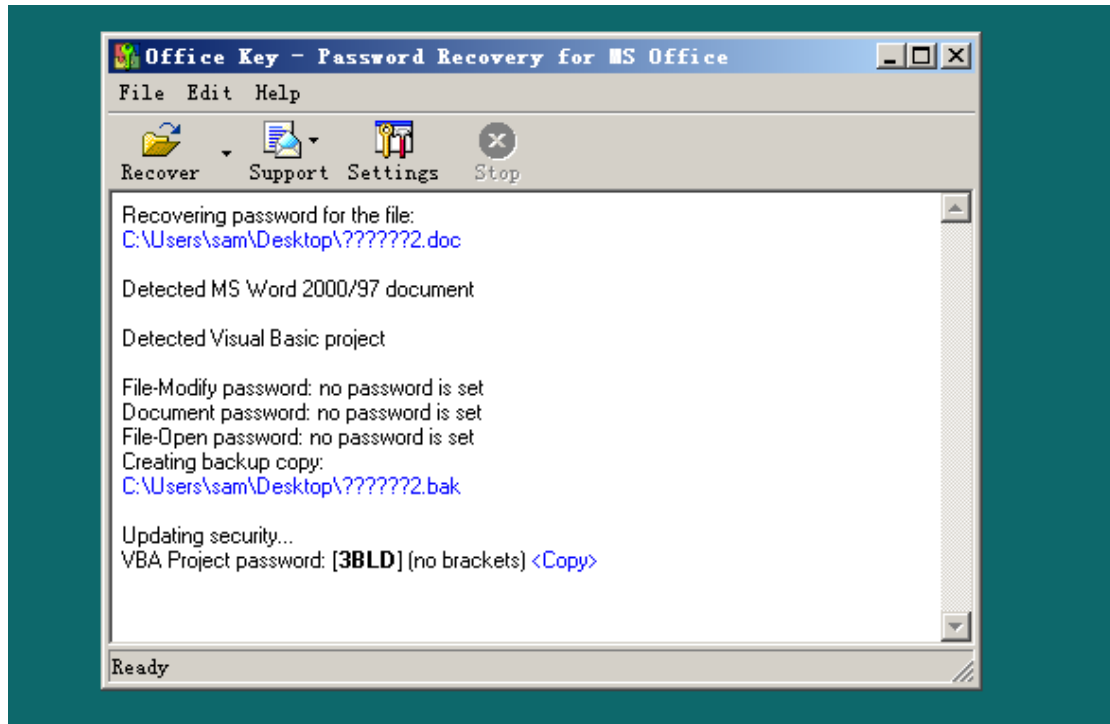 Office Key - Password Recovery for MS Office
File Edit Help
Recover Support Settings Stop
Recovering password for the file:
C:\Users\sam\Desktop\??????2.doc
Detected MS Word 2000/97 document
Detected Visual Basic project
File-Modify password: no password is set
Document password: no password is set
File-Open password: no password is set
Creating backup copy:
C:\Users\sam\Desktop\??????2.bak
Updating security...
VBA Project password: [3BLD] (no brackets) <Copy>
Ready